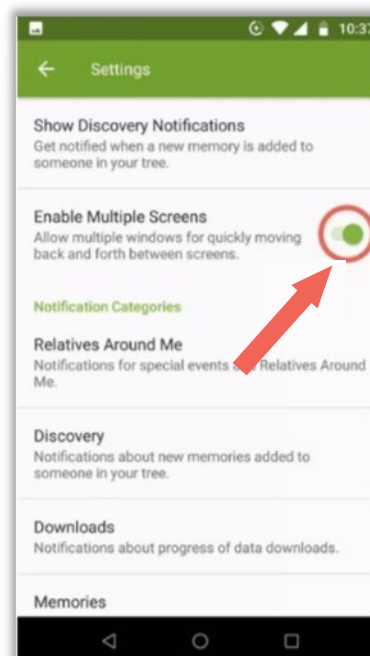 10:37
Settings
Show Discovery Notifications
Get notified when a new memory is added to
someone in your tree.
Enable Multiple Screens
Allow multiple windows for quickly moving
back and forth between screens.
Notification Categories
Relatives Around Me
Notifications for special events Relatives Around
Me.
Discovery
Notifications about new memories added to
someone in your tree.
Downloads
Notifications about progress of data downloads.
Memories